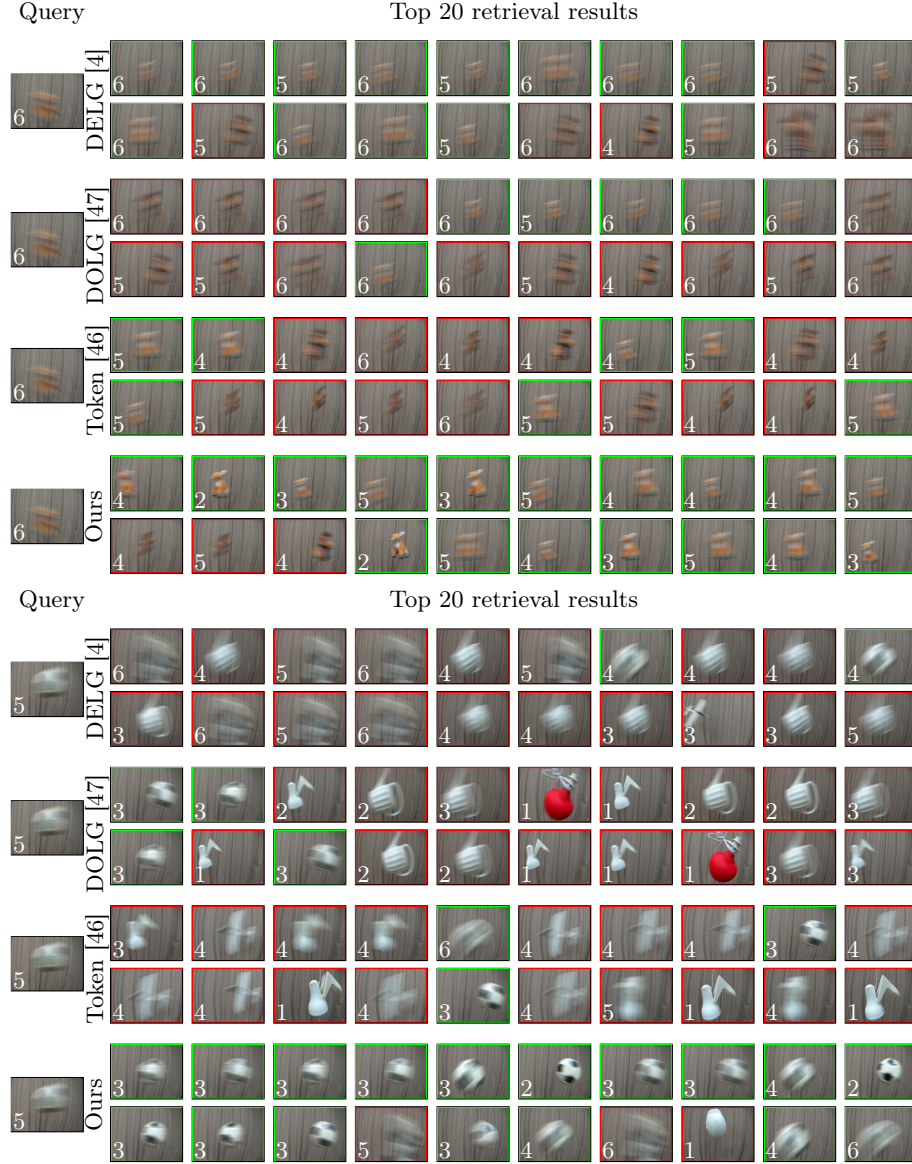 Query Top 20 retrieval results
DELG [4]
6
6 6 5 6 6 6 6 6 5 5
6 5 6 6 5 6 4 5 6 6
DOLG [47]
6
6 6 6 6 6 5 6 6 6 6
5 5 6 6 6 5 4 6 5 6
Token [46]
6
5 4 4 6 4 4 4 5 4 4
5 5 4 5 6 5 5 4 4 5
Ours
6
4 2 3 5 3 5 4 4 4 5
4 5 4 2 5 4 3 5 4 3
Query Top 20 retrieval results
DELG [4]
5
6 4 5 6 4 5 4 4 4 4
3 6 5 6 4 4 3 3 3 5
DOLG [47]
5
3 3 2 2 3 1 1 2 2 3
3 1 3 2 2 1 1 1 3 3
Token [46]
5
3 4 4 4 6 4 4 4 3 4
4 4 1 4 3 4 5 1 4 1
Ours
5
3 3 3 3 3 2 3 3 4 2
3 3 3 5 3 4 6 1 4 6